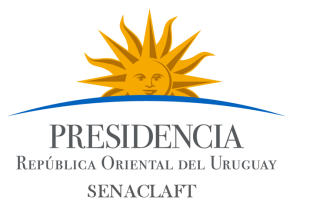 PRESIDENCIA
REPÚBLICA ORIENTAL DEL URUGUAY
SENACLAFT